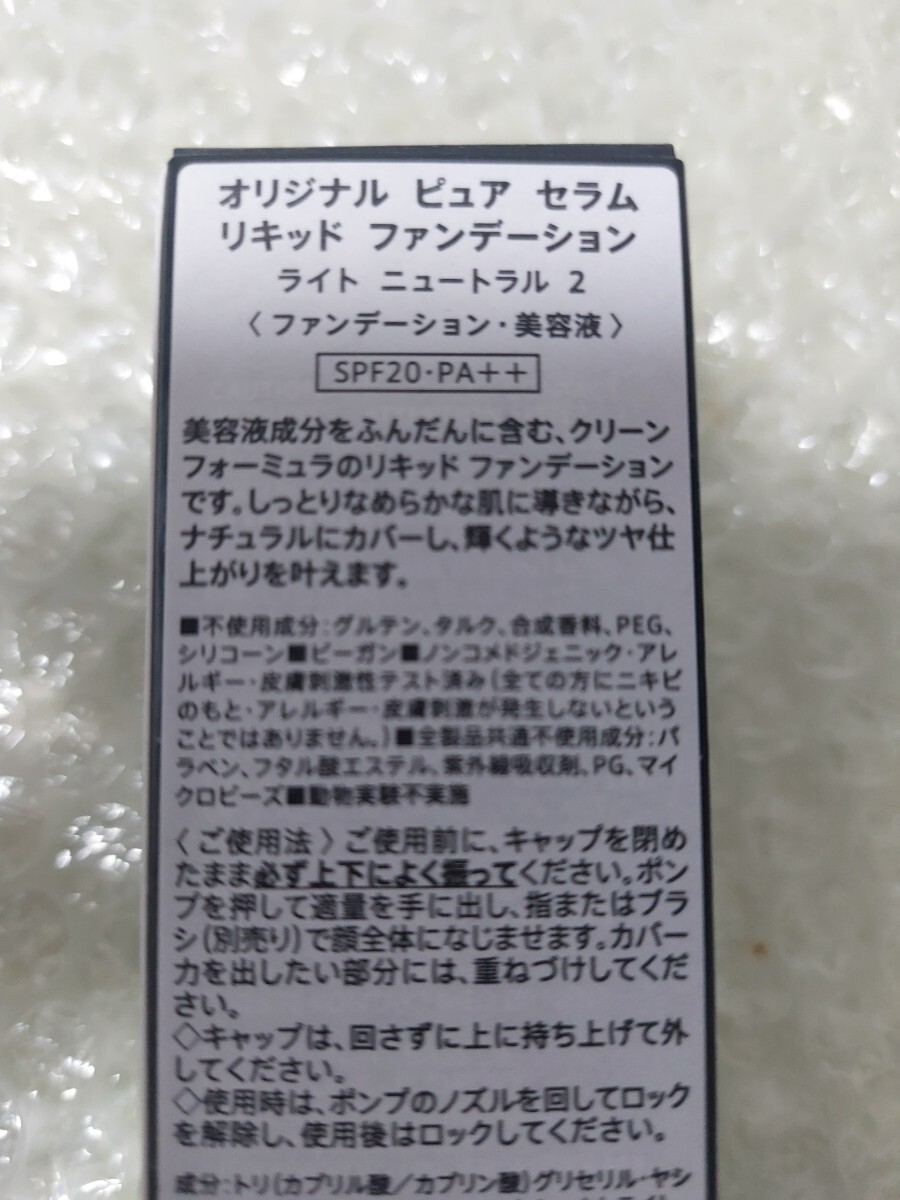 オリジナル ピュア セラム
リキッド ファンデーション
ライト ニュートラル 2
〈 ファンデーション・美容液 〉
SPF20・PA++
美容液成分をふんだんに含む、クリーン
フォーミュラのリキッド ファンデーション
です。しっとりなめらかな肌に導きながら、
ナチュラルにカバーし、輝くようなツヤ仕
上がりを叶えます。
■不使用成分：グルテン、タルク、合成香料、PEG、
シリコーン■ビーガン■ノンコメドジェニック・アレ
ルギー・皮膚刺激性テスト済み（全ての方にニキビ
のもと・アレルギー・皮膚刺激が発生しないという
ことではありません。）■全製品共通不使用成分：パ
ラベン、フタル酸エステル、紫外線吸収剤、PG、マイ
クロビーズ■動物実験不実施
〈 ご使用法 〉ご使用前に、キャップを閉め
たまま必ず上下によく振ってください。ポン
プを押して適量を手に出し、指またはブラ
シ（別売り）で顔全体になじませます。カバー
力を出したい部分には、重ねづけしてくだ
さい。
◇キャップは、回さずに上に持ち上げて外
してください。
◇使用時は、ポンプのノズルを回してロック
を解除し、使用後はロックしてください。
成分：トリ（カプリル酸／カプリン酸）グリセリル・ヤシ